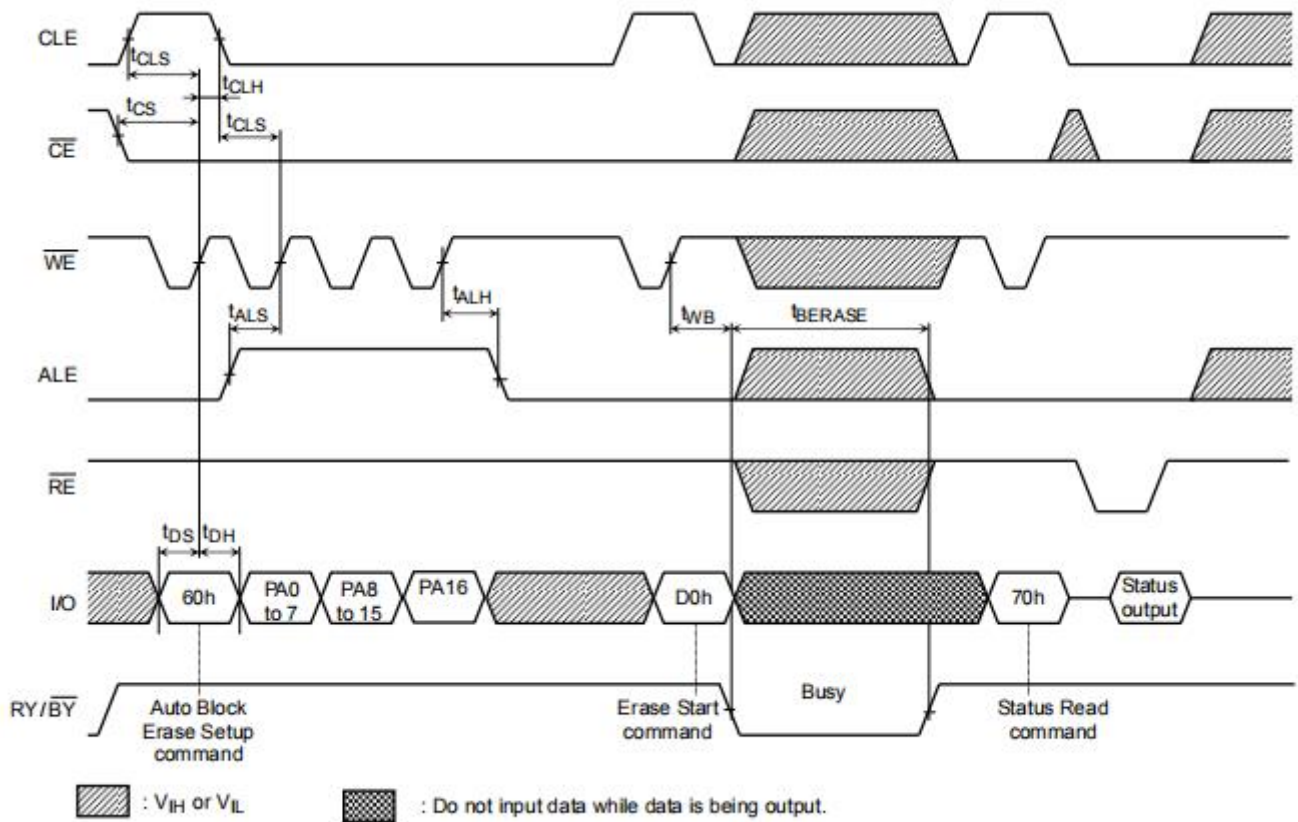 CLE
tCLS
tCLH
tCS
tCLS
CE
WE
tALS
tALH
tWB
tBERASE
ALE
RE
tDS
tDH
I/O
60h
PA0
to 7
PA8
to 15
PA16
D0h
70h
Status
output
RY/BY
Auto Block
Erase Setup
command
Erase Start
command
Busy
Status Read
command
: VIH or VIL
: Do not input data while data is being output.